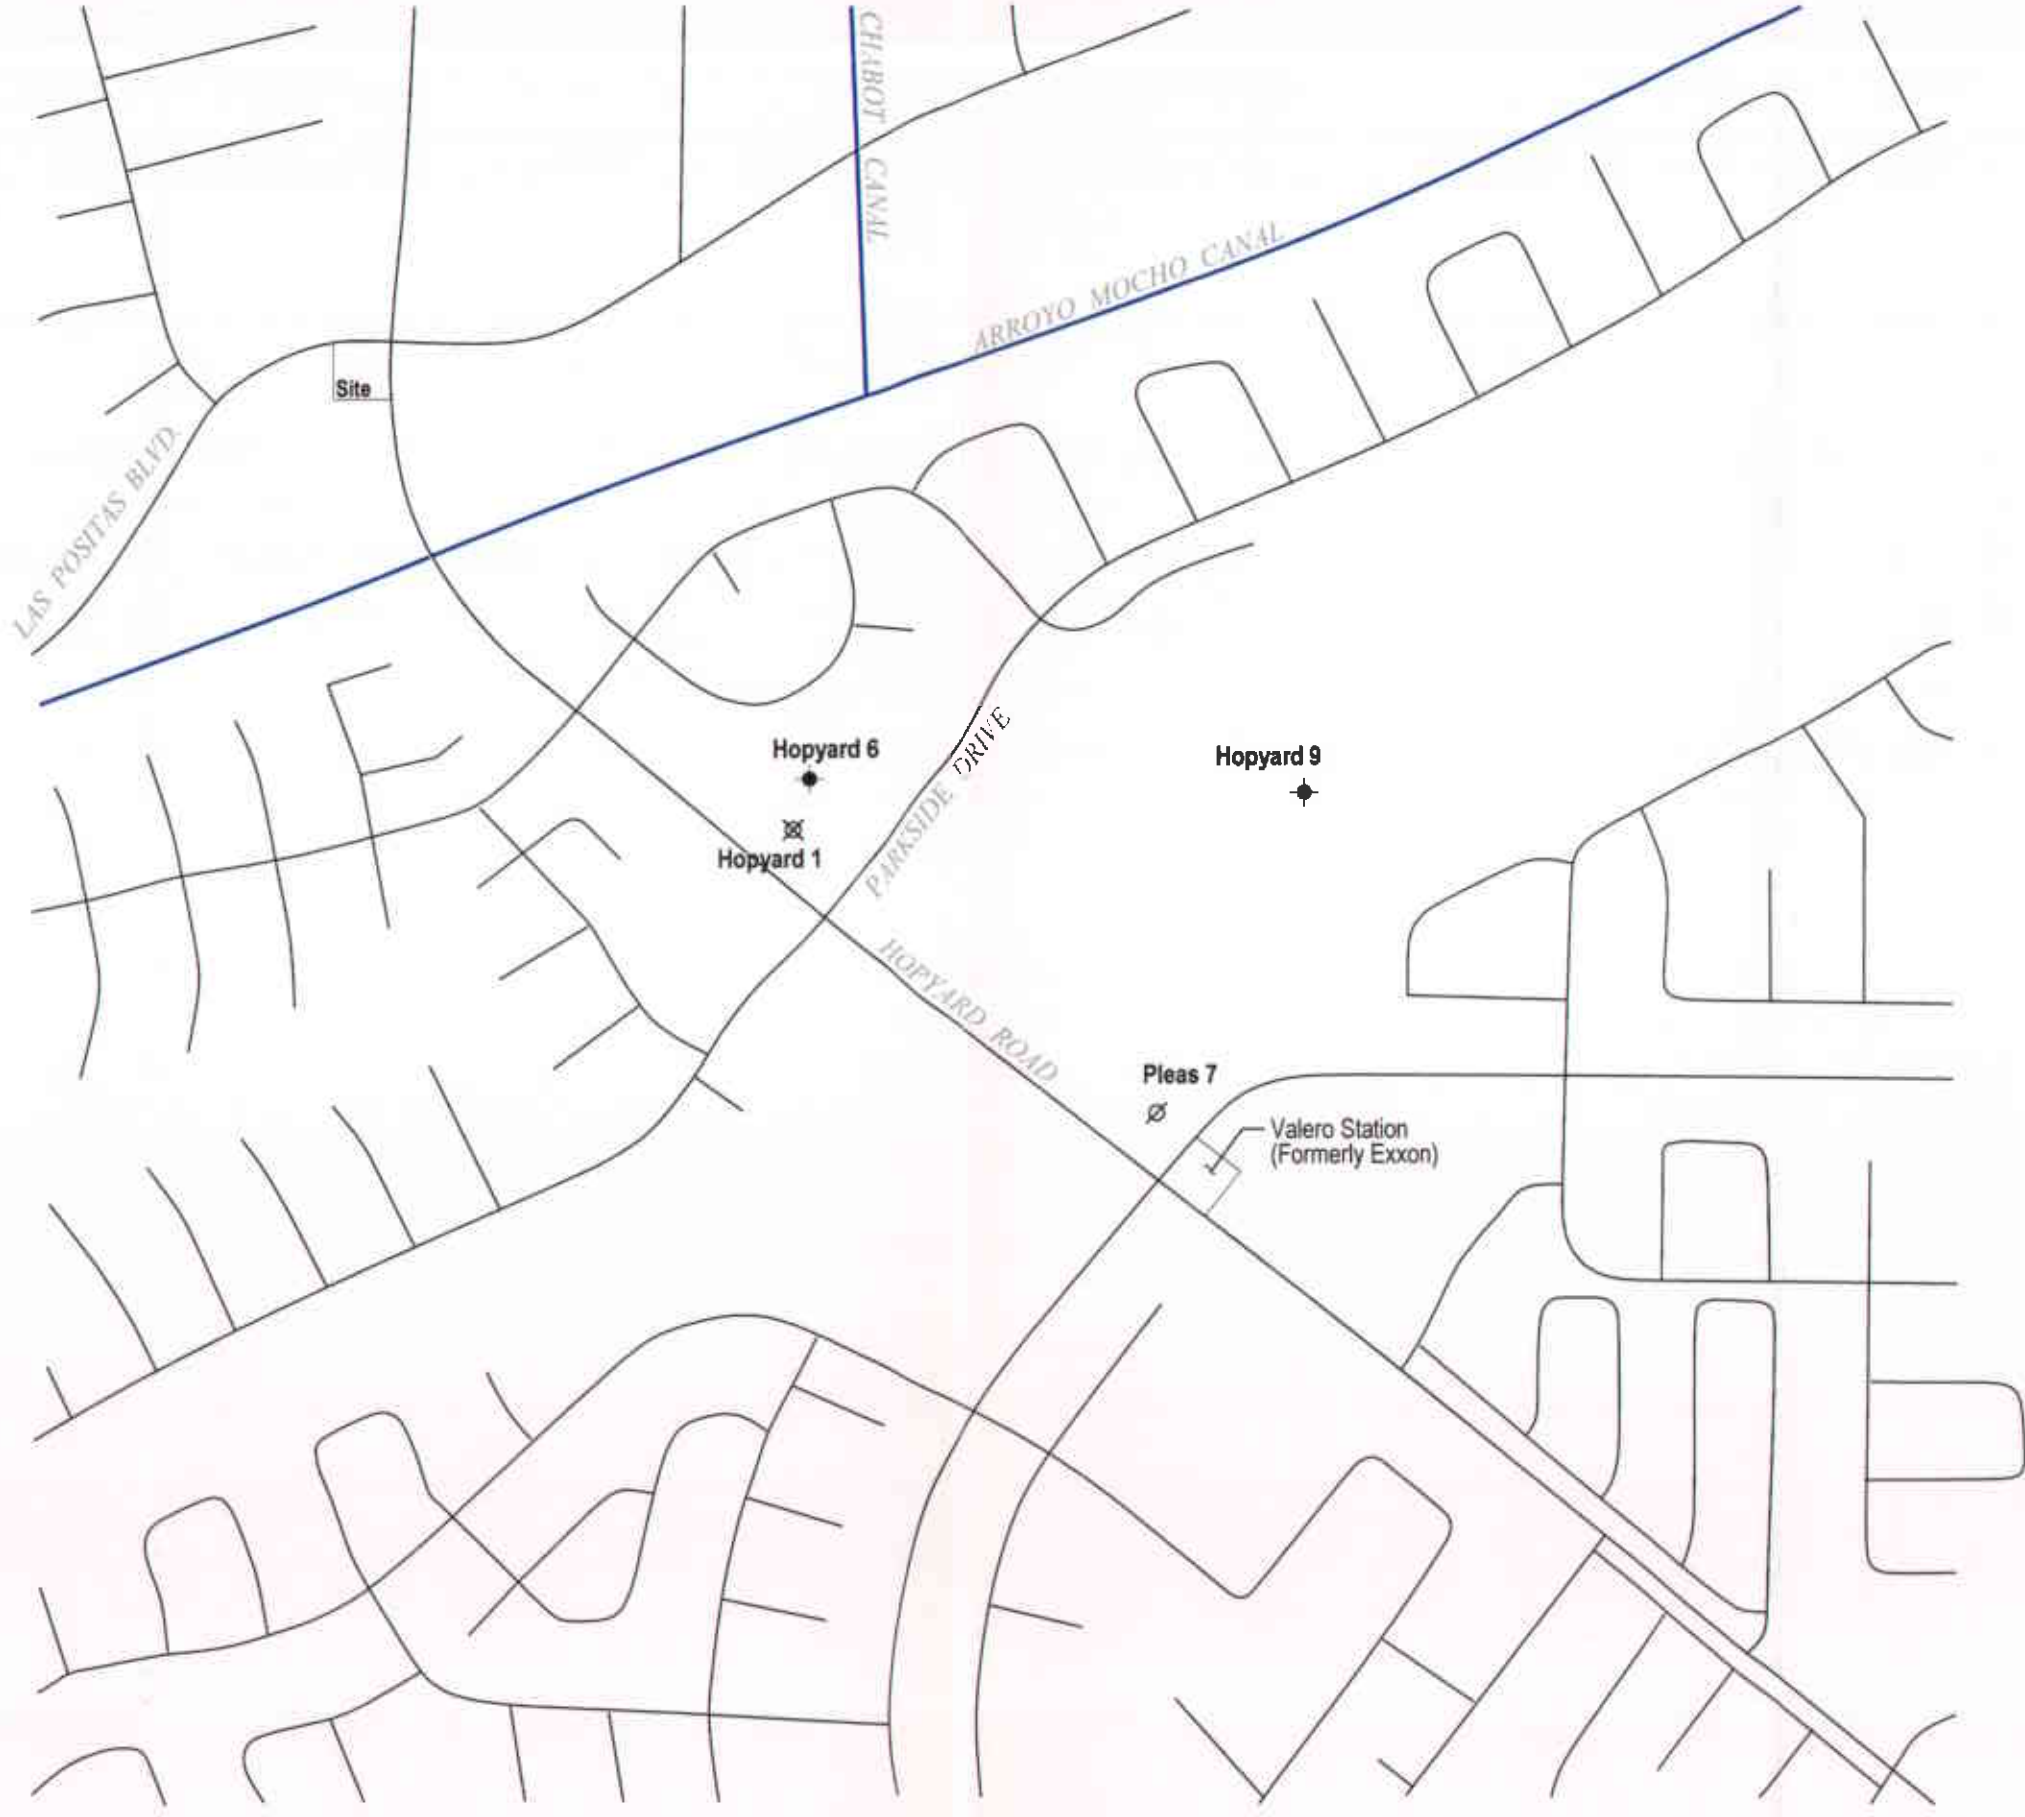 CHABOT CANAL
ARROYO MOCHO CANAL
Site
LAS POSITAS BLVD.
Hopyard 6
PARKSIDE DRIVE
Hopyard 9
Hopyard 1
HOPYARD ROAD
Pleas 7
Valero Station
(Formerly Exxon)